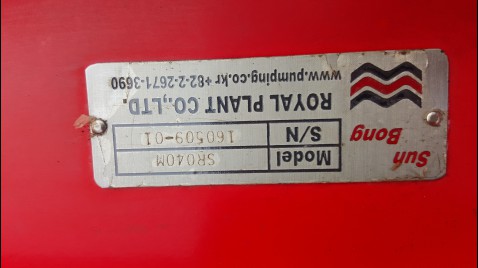 Suh
Bong
Model SR040M
S/N 160509-01
ROYAL PLANT CO.,LTD.
www.pumping.co.kr +82-2-2671-3690